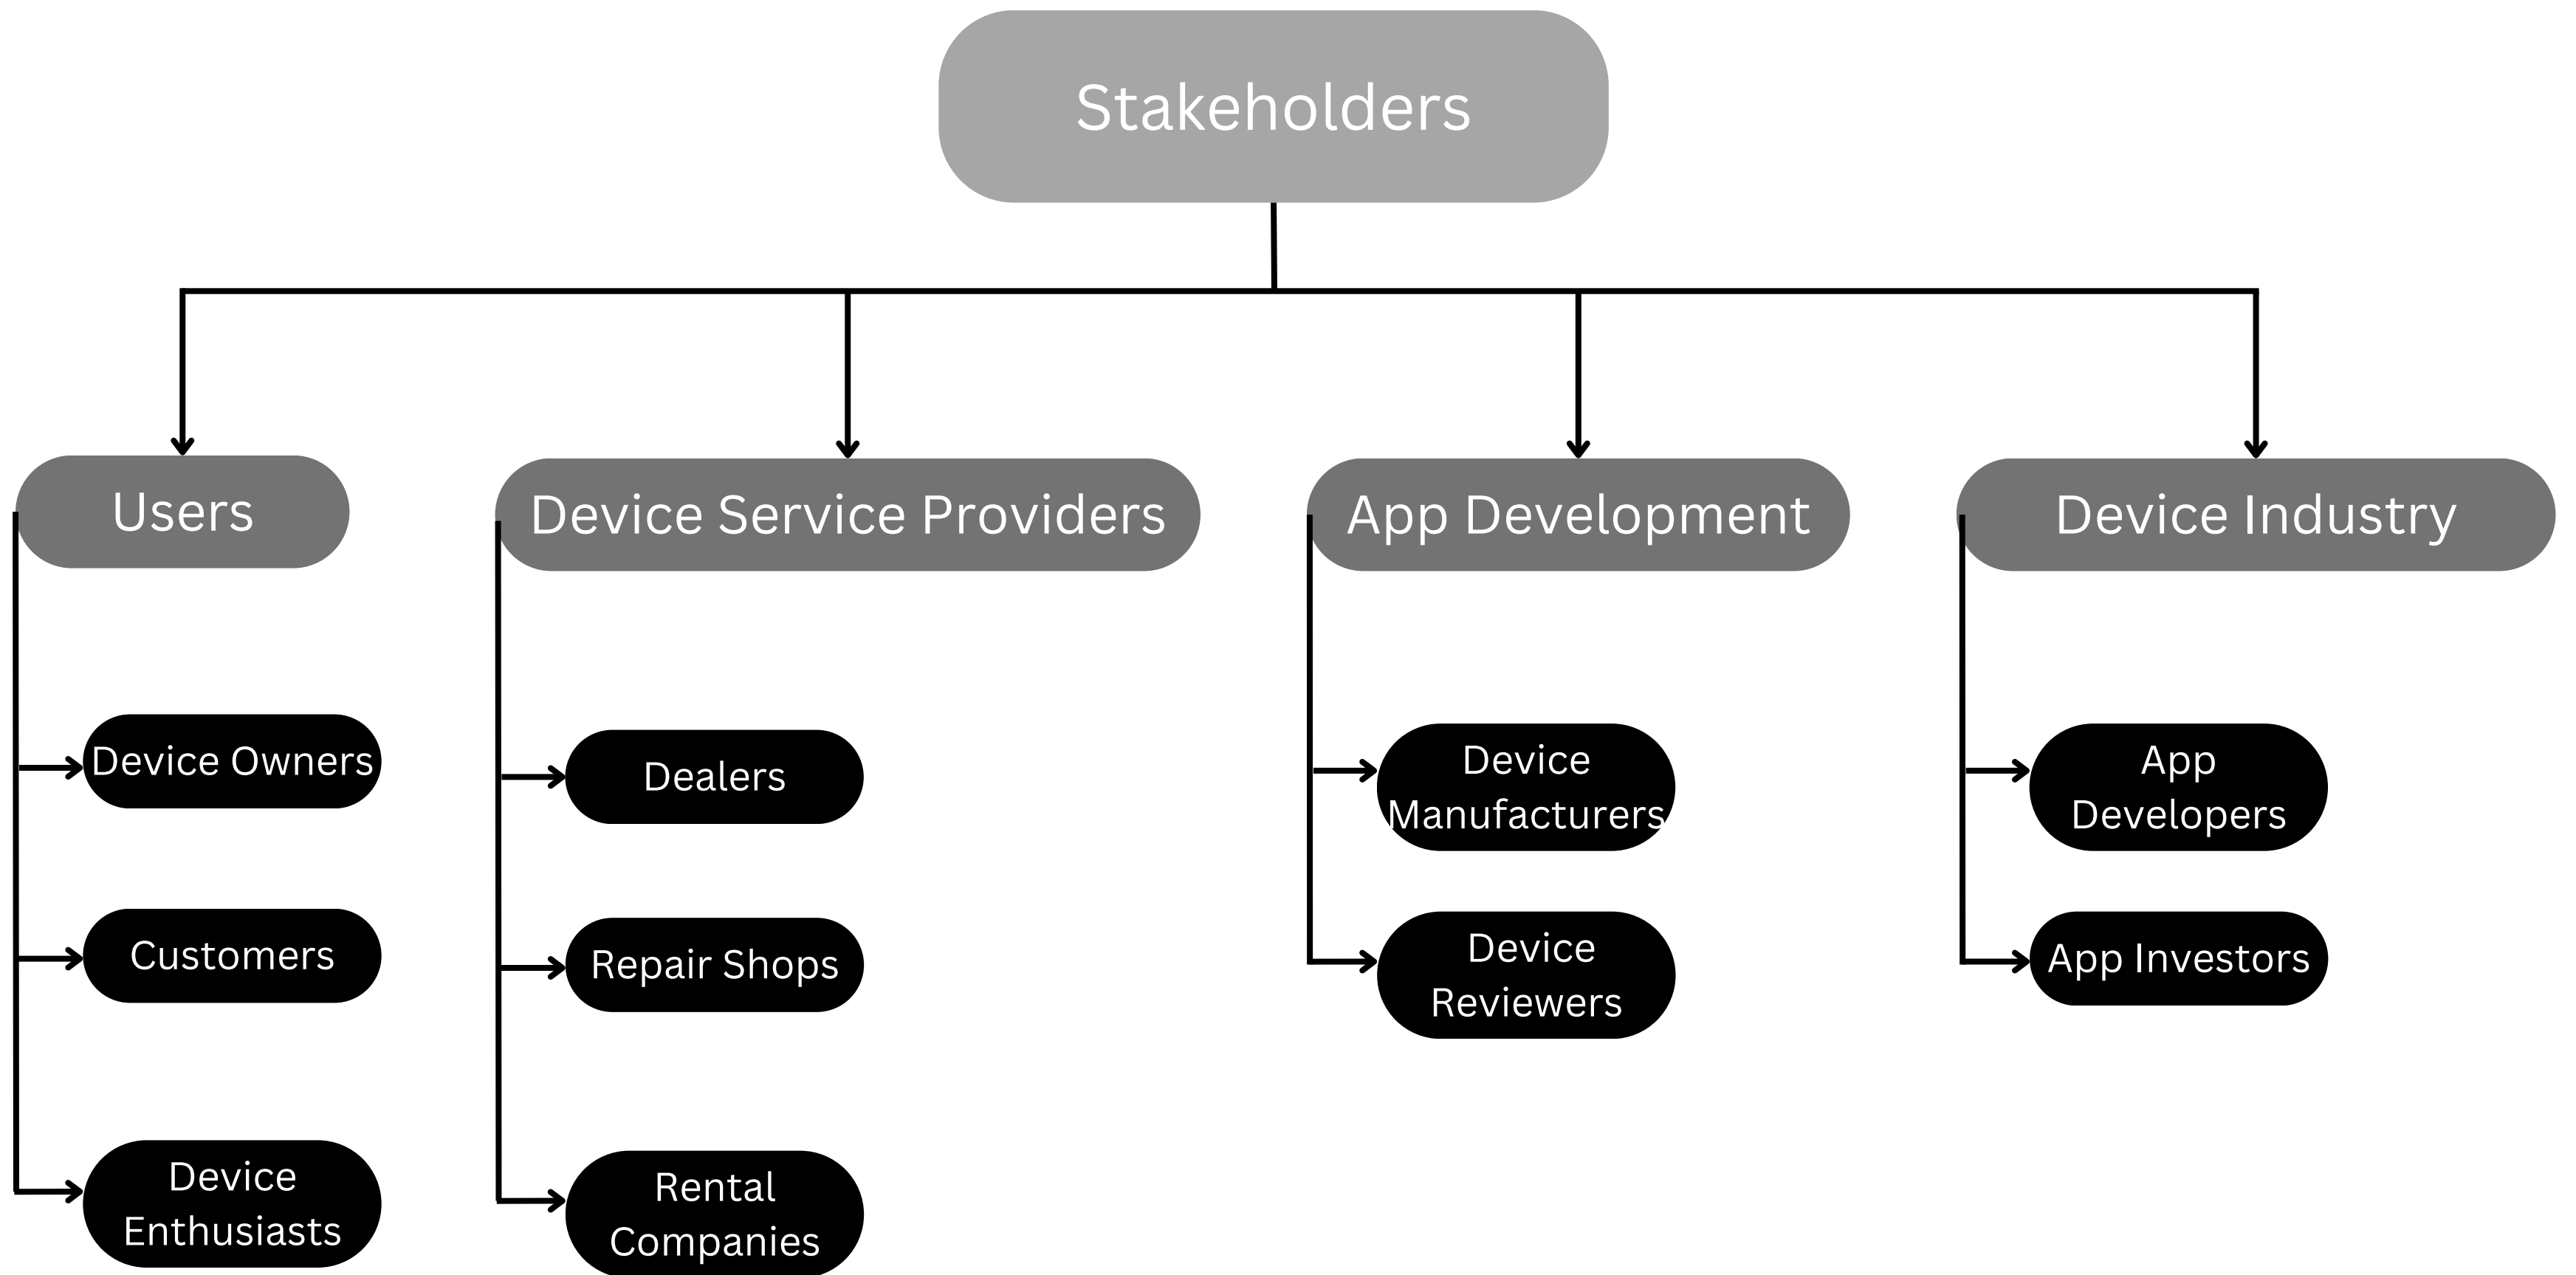 Stakeholders
Users
Device Service Providers
App Development
Device Industry
Device Owners
Customers
Device
Enthusiasts
Dealers
Repair Shops
Rental
Companies
Device
Manufacturers
Device
Reviewers
App
Developers
App Investors